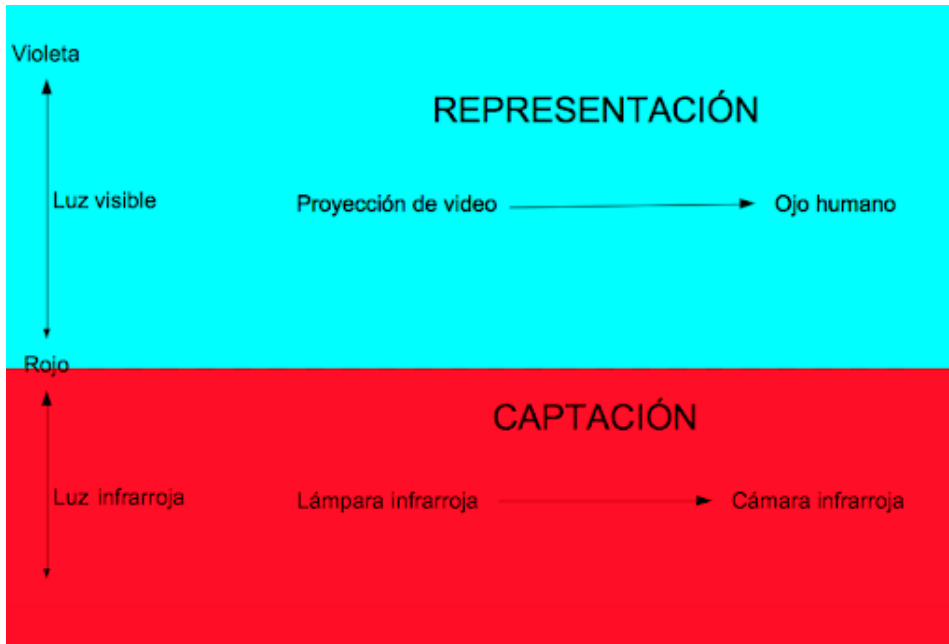 Violeta
REPRESENTACIÓN
Luz visible
Proyección de video
Ojo humano
Rojo
CAPTACIÓN
Luz infrarroja
Lámpara infrarroja
Cámara infrarroja